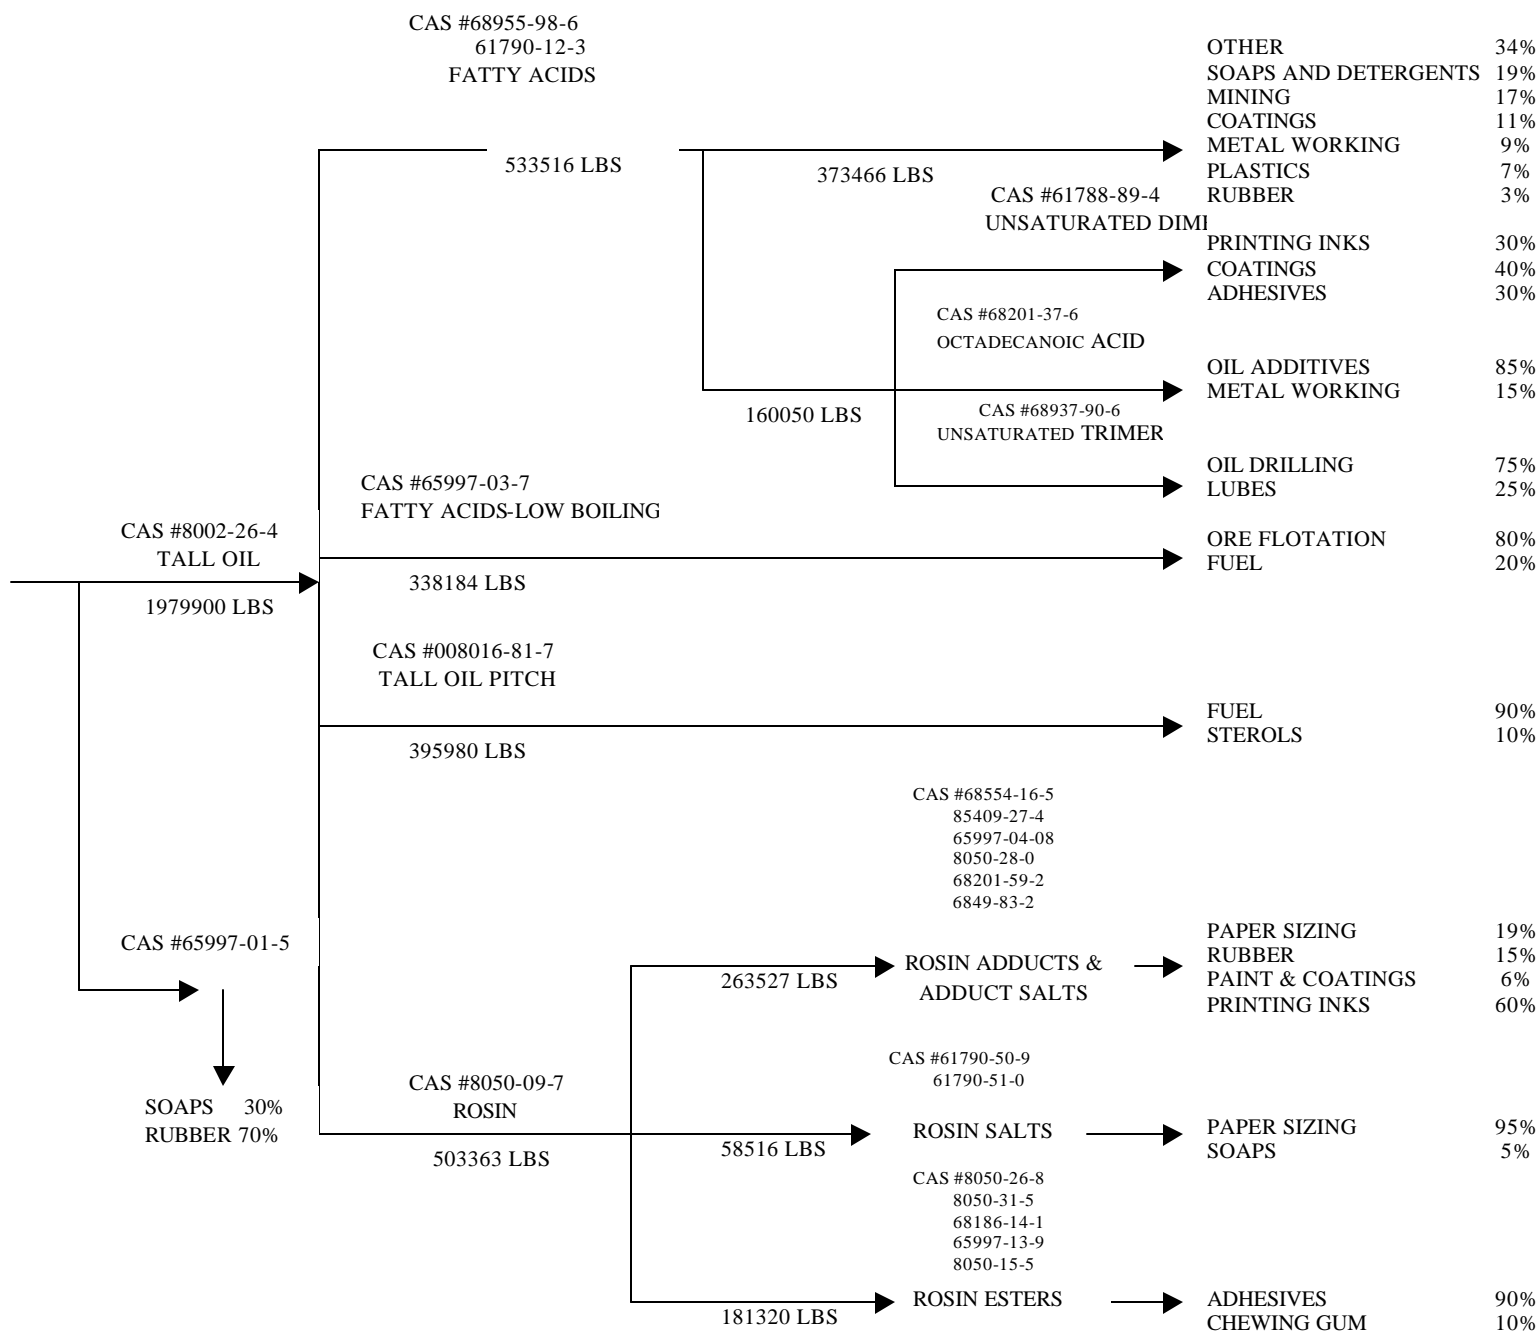 CAS #68955-98-6
61790-12-3
FATTY ACIDS
533516 LBS
373466 LBS
OTHER 34%
SOAPS AND DETERGENTS 19%
MINING 17%
COATINGS 11%
METAL WORKING 9%
PLASTICS 7%
RUBBER 3%
CAS #61788-89-4
UNSATURATED
PRINTING INKS 30%
COATINGS 40%
ADHESIVES 30%
CAS #68201-37-6
OCTADECANOIC ACID
160050 LBS
OIL ADDITIVES 85%
METAL WORKING 15%
CAS #68937-90-6
UNSATURATED TRIMER
OIL DRILLING 75%
LUBES 25%
CAS #65997-03-7
FATTY ACIDS-LOW BOILING
338184 LBS
ORE FLOTATION 80%
FUEL 20%
CAS #8002-26-4
TALL OIL
1979900 LBS
CAS #008016-81-7
TALL OIL PITCH
395980 LBS
FUEL 90%
STEROLS 10%
CAS #65997-01-5
SOAPS 30%
RUBBER 70%
CAS #8050-09-7
ROSIN
503363 LBS
CAS #68554-16-5
85409-27-4
65997-04-08
8050-28-0
68201-59-2
6849-83-2
263527 LBS
ROSIN ADDUCTS &
ADDUCT SALTS
PAPER SIZING 19%
RUBBER 15%
PAINT & COATINGS 6%
PRINTING INKS 60%
CAS #61790-50-9
61790-51-0
58516 LBS
ROSIN SALTS
PAPER SIZING 95%
SOAPS 5%
CAS #8050-26-8
8050-31-5
68186-14-1
65997-13-9
8050-15-5
181320 LBS
ROSIN ESTERS
ADHESIVES 90%
CHEWING GUM 10%